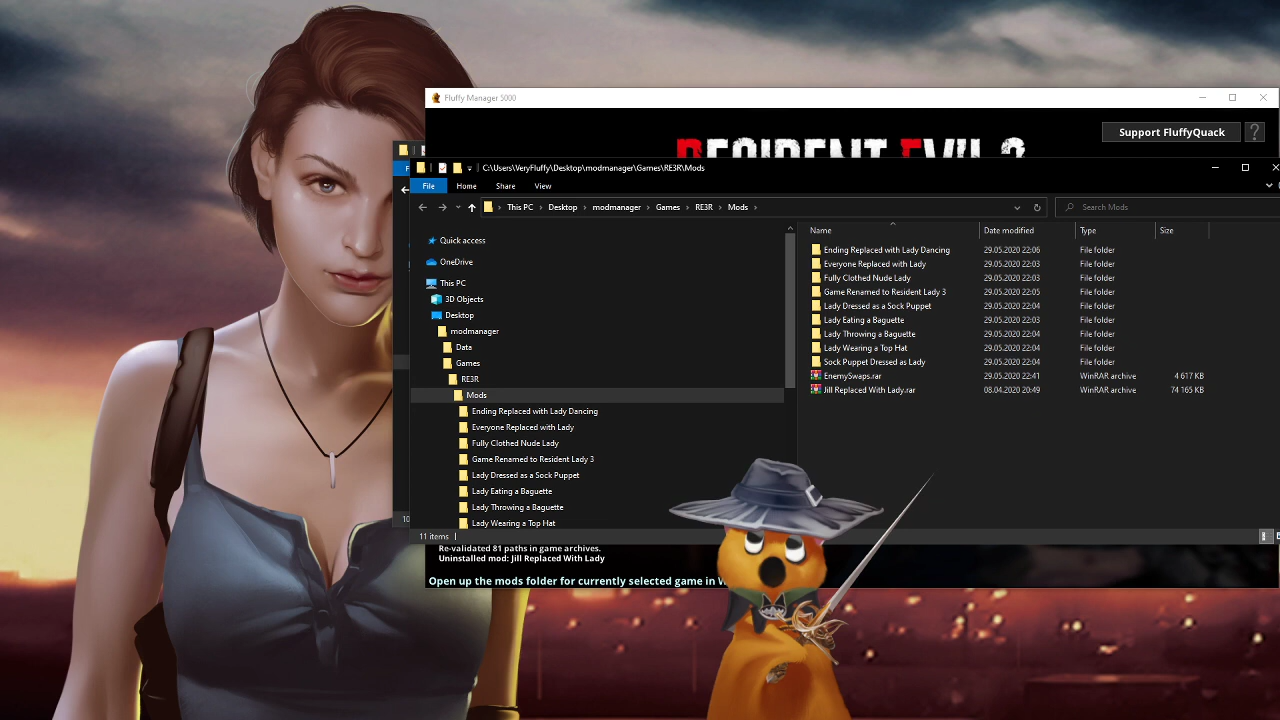 Fluffy Manager 5000
Support FluffyQuack ?
RESIDENT EVIL 3
C:\Users\VeryFluffy\Desktop\modmanager\Games\RE3R\Mods
File Home Share View
This PC > Desktop > modmanager > Games > RE3R > Mods >
Search Mods
Name Date modified Type Size
Quick access
OneDrive
This PC
3D Objects
Desktop
modmanager
Data
Games
RE3R
Mods
Ending Replaced with Lady Dancing
Everyone Replaced with Lady
Fully Clothed Nude Lady
Game Renamed to Resident Lady 3
Lady Dressed as a Sock Puppet
Lady Eating a Baguette
Lady Throwing a Baguette
Lady Wearing a Top Hat
Ending Replaced with Lady Dancing 29.05.2020 22:06 File folder
Everyone Replaced with Lady 29.05.2020 22:03 File folder
Fully Clothed Nude Lady 29.05.2020 22:03 File folder
Game Renamed to Resident Lady 3 29.05.2020 22:05 File folder
Lady Dressed as a Sock Puppet 29.05.2020 22:04 File folder
Lady Eating a Baguette 29.05.2020 22:03 File folder
Lady Throwing a Baguette 29.05.2020 22:04 File folder
Lady Wearing a Top Hat 29.05.2020 22:04 File folder
Sock Puppet Dressed as Lady 29.05.2020 22:04 File folder
EnemySwaps.rar 29.05.2020 22:41 WinRAR archive 4 617 KB
Jill Replaced With Lady.rar 08.04.2020 20:49 WinRAR archive 74 165 KB
10
11 items
Re-validated 81 paths in game archives.
Uninstalled mod: Jill Replaced With Lady
Open up the mods folder for currently selected game in